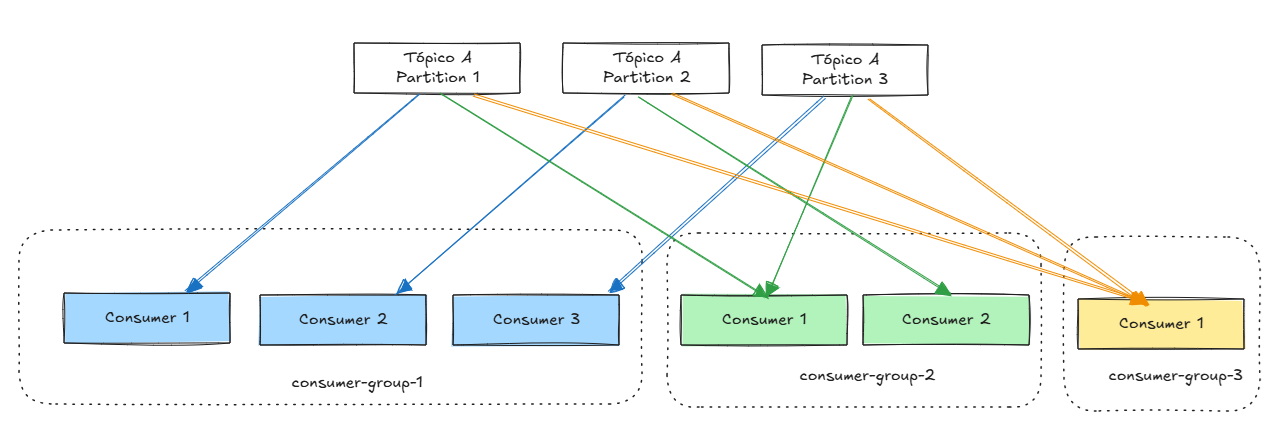 Tópico A
Partition 1
Tópico A
Partition 2
Tópico A
Partition 3
Consumer 1
Consumer 2
Consumer 3
consumer-group-1
Consumer 1
Consumer 2
consumer-group-2
Consumer 1
consumer-group-3